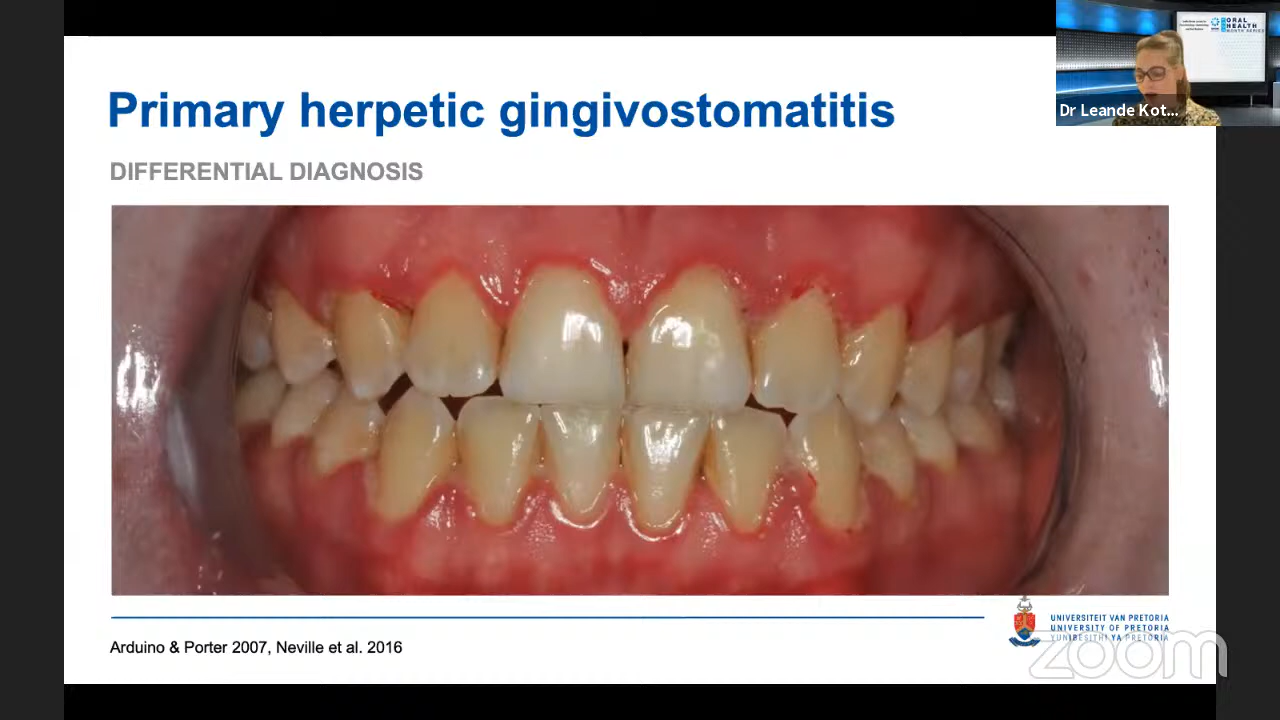 Primary herpetic gingivostomatitis
DIFFERENTIAL DIAGNOSIS
ORAL
HEALTH
Dr Leande Kot...
Arduino & Porter 2007, Neville et al. 2016
UNIVERSITEIT VAN PRETORIA
UNIVERSITY OF PRETORIA
YUNIBESITHI YA PRETORIA
zoom